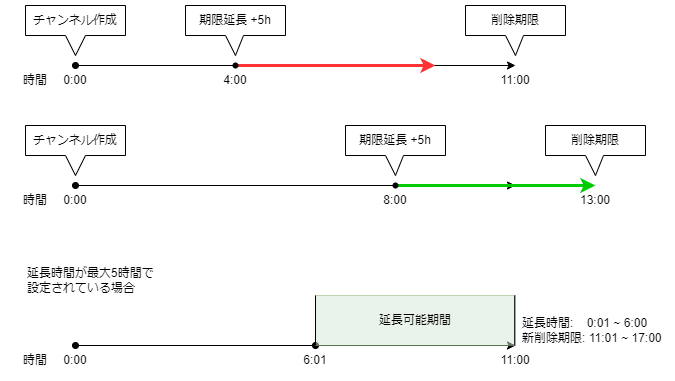 チャンネル作成
期限延長 +5h
削除期限
時間
0:00
4:00
11:00
チャンネル作成
期限延長 +5h
削除期限
時間
0:00
8:00
13:00
延長時間が最大5時間で
設定されている場合
延長可能期間
延長時間: 0:01 ~ 6:00
新削除期限: 11:01 ~ 17:00
時間
0:00
6:01
11:00